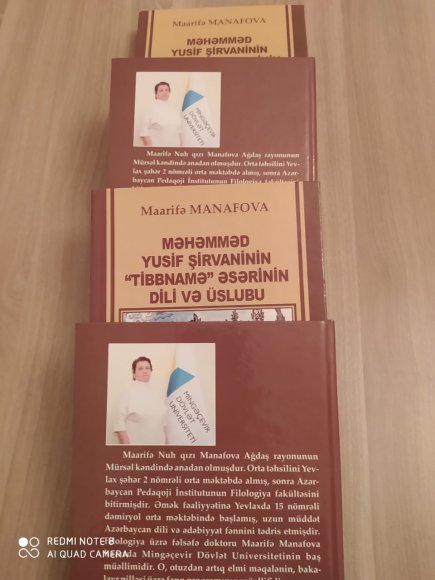 Maarifə MANAFOVA
MƏHƏMMƏD
YUSİF ŞİRVANİNİN
MİNGƏÇEVİR
DÖVLƏT
UNİVERSİTETİ
Maarifə Nuh qızı Manafova Ağdaş rayonunun
Mürsəl kəndində anadan olmuşdur. Orta təhsilini Yev-
lax şəhər 2 nömrəli orta məktəbdə almış, sonra Azər-
baycan Pedaqoji İnstitutunun Filologiya fakültəsini
Maarifə MANAFOVA
MƏHƏMMƏD
YUSİF ŞİRVANİNİN
“TİBBNAMƏ” ƏSƏRİNİN
DİLİ VƏ ÜSLUBU
MİNGƏÇEVİR
DÖVLƏT
UNİVERSİTETİ
Maarifə Nuh qızı Manafova Ağdaş rayonunun
Mürsəl kəndində anadan olmuşdur. Orta təhsilini Yev-
lax şəhər 2 nömrəli orta məktəbdə almış, sonra Azər-
baycan Pedaqoji İnstitutunun Filologiya fakültəsini
bitirmişdir. Əmək fəaliyyətinə Yevlaxda 15 nömrəli
dəmiryol orta məktəbində başlamış, uzun müddət
Azərbaycan dili və ədəbiyyat fənnini tədris etmişdir.
Filologiya üzrə fəlsəfə doktoru Maarifə Manafova
hazırda Mingəçevir Dövlət Universitetinin baş
müəllimidir. O, otuzdan artıq elmi məqalənin, baka-
REDMI NOTE 8
AI QUAD CAMERA